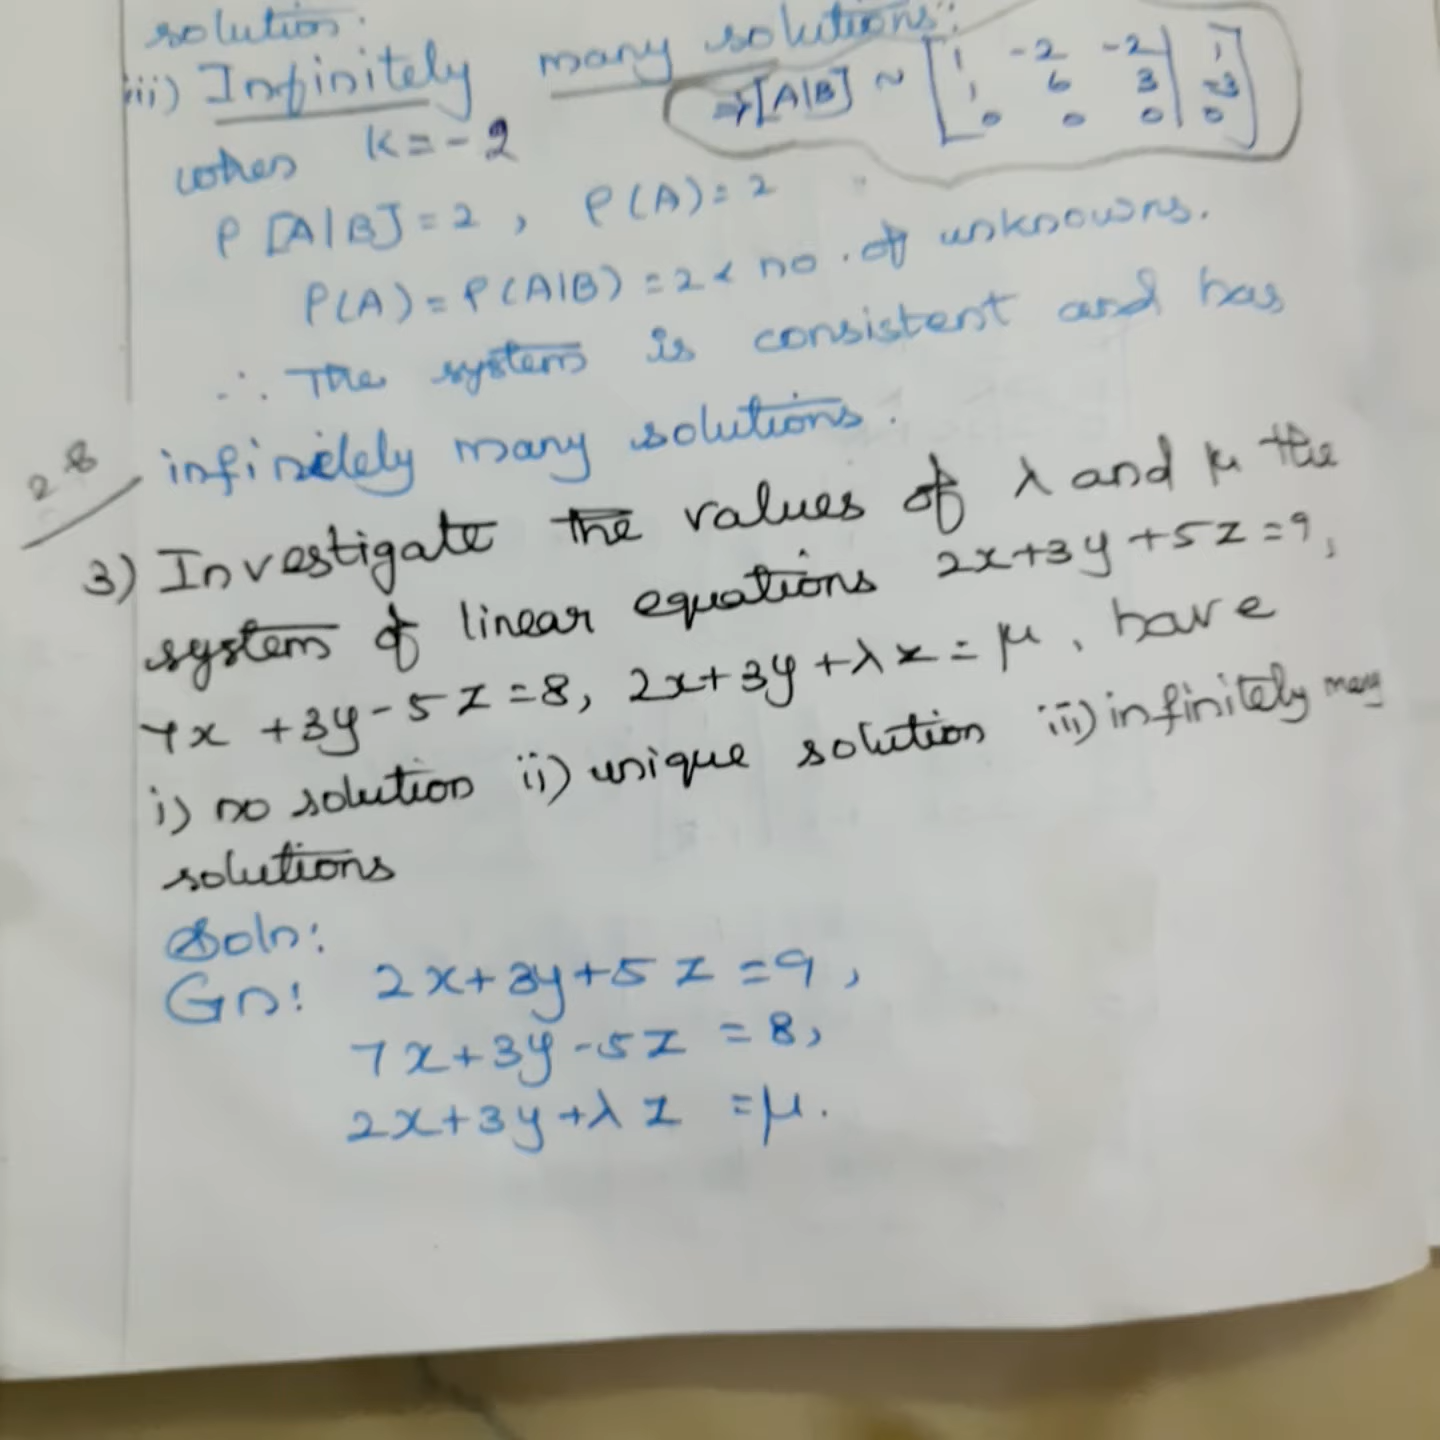 solution.
iii) Infinitely many solutions:
⇒[A|B] ~ [1 -2 -2 | 1
1 6 3 | -3
0 0 0 | 0]
when K=-2
ρ[A|B]=2, ρ(A)=2
ρ(A)=ρ(A|B)=2< no. of unknowns.
∴ The system is consistent and has
infinitely many solutions.
28
3) Investigate the values of λ and μ the
system of linear equations 2x+3y+5z=9,
7x+3y-5z=8, 2x+3y+λz=μ, have
i) no solution ii) unique solution iii) infinitely many
solutions
Soln:
Gn: 2x+3y+5z=9,
7x+3y-5z=8,
2x+3y+λz=μ.